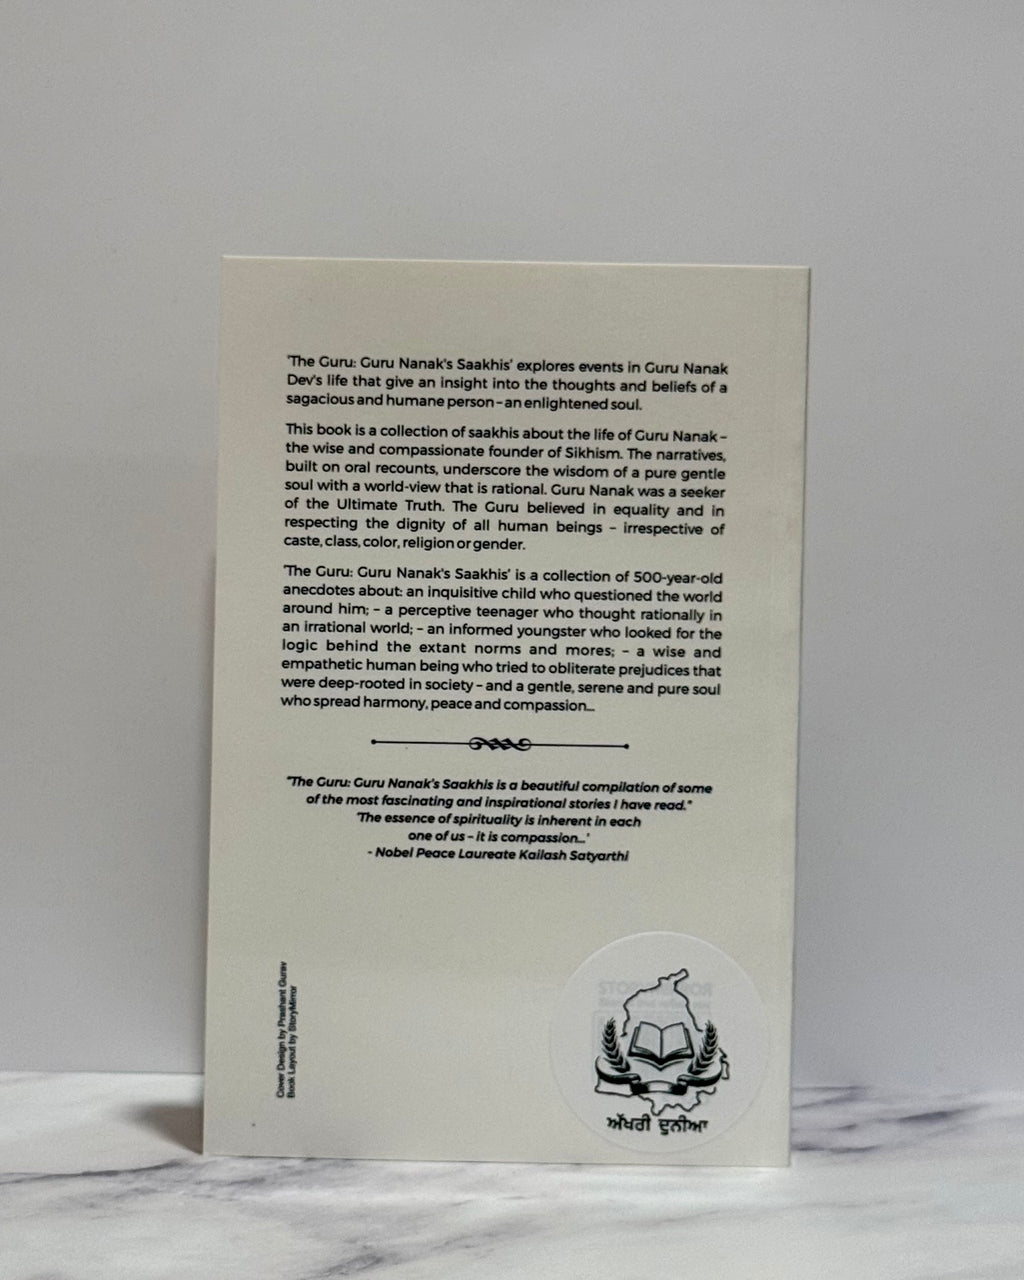 'The Guru: Guru Nanak's Saakhis' explores events in Guru Nanak
Dev's life that give an insight into the thoughts and beliefs of a
sagacious and humane person – an enlightened soul.
This book is a collection of saakhis about the life of Guru Nanak –
the wise and compassionate founder of Sikhism. The narratives,
built on oral recounts, underscore the wisdom of a pure gentle
soul with a world-view that is rational. Guru Nanak was a seeker
of the Ultimate Truth. The Guru believed in equality and in
respecting the dignity of all human beings – irrespective of
caste, class, color, religion or gender.
'The Guru: Guru Nanak's Saakhis' is a collection of 500-year-old
anecdotes about: an inquisitive child who questioned the world
around him; – a perceptive teenager who thought rationally in
an irrational world; – an informed youngster who looked for the
logic behind the extant norms and mores; – a wise and
empathetic human being who tried to obliterate prejudices that
were deep-rooted in society – and a gentle, serene and pure soul
who spread harmony, peace and compassion...
"The Guru: Guru Nanak's Saakhis is a beautiful compilation of some
of the most fascinating and inspirational stories I have read."
'The essence of spirituality is inherent in each
one of us – it is compassion...'
- Nobel Peace Laureate Kailash Satyarthi
Cover Design by Prashant Gurav
Book Layout by StoryMirror
ਅੱਖਰੀ ਦੁਨੀਆ